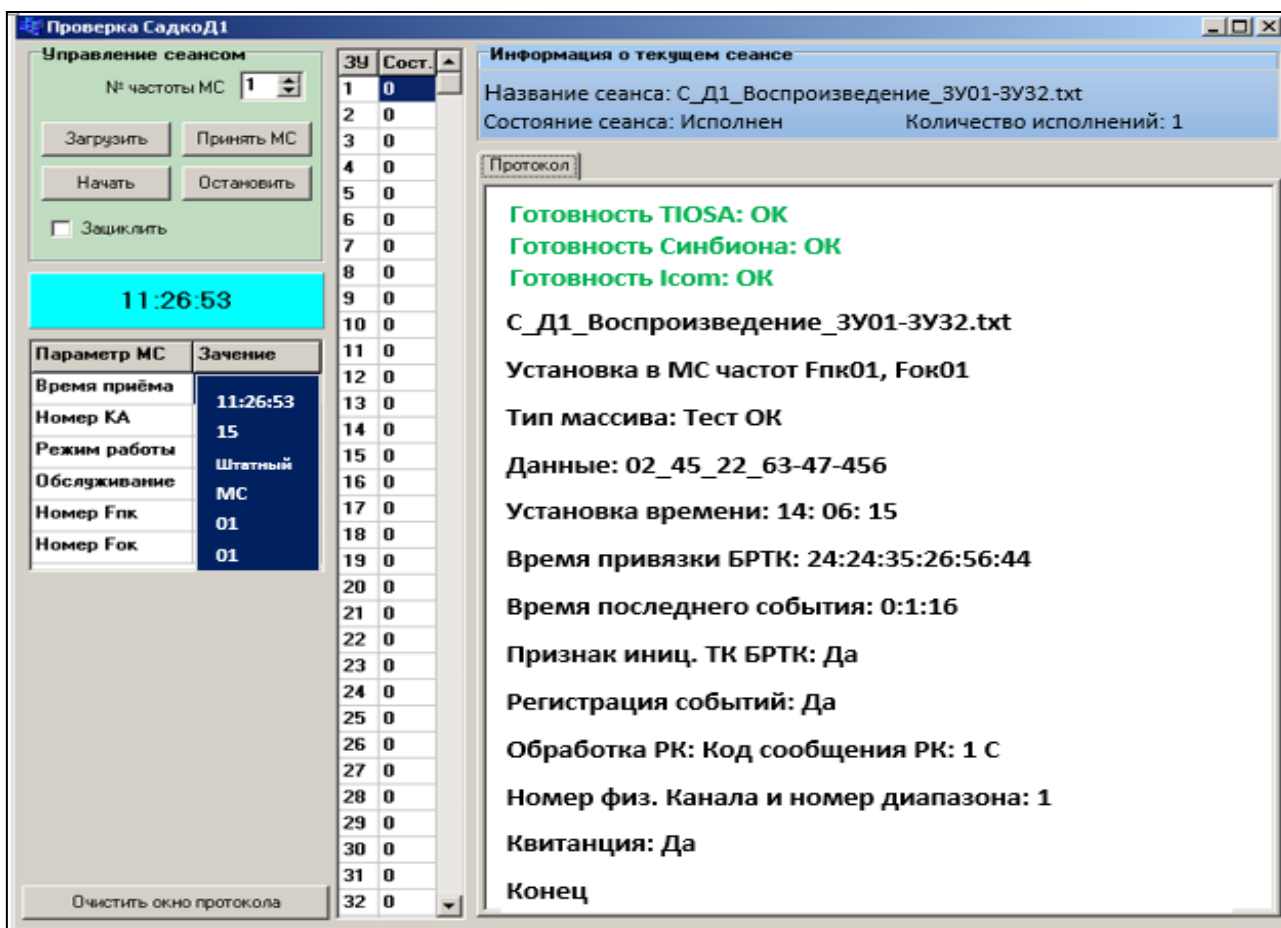 Проверка СадкоД1
Управление сеансом
№ частоты МС 1
Загрузить Принять МС
Начать Остановить
Зациклить
11:26:53
Параметр МС Зачение
Время приёма 11:26:53
Номер КА 15
Режим работы Штатный
Обслуживание МС
Номер Fпк 01
Номер Fок 01
Очистить окно протокола
ЗУ Сост.
1 0
2 0
3 0
4 0
5 0
6 0
7 0
8 0
9 0
10 0
11 0
12 0
13 0
14 0
15 0
16 0
17 0
18 0
19 0
20 0
21 0
22 0
23 0
24 0
25 0
26 0
27 0
28 0
29 0
30 0
31 0
32 0
Информация о текущем сеансе
Название сеанса: С_Д1_Воспроизведение_ЗУ01-ЗУ32.txt
Состояние сеанса: Исполнен Количество исполнений: 1
Протокол
Готовность TIOSA: OK
Готовность Синбиона: ОК
Готовность Icom: ОК
С_Д1_Воспроизведение_ЗУ01-ЗУ32.txt
Установка в МС частот Fпк01, Fок01
Тип массива: Тест ОК
Данные: 02_45_22_63-47-456
Установка времени: 14: 06: 15
Время привязки БРТК: 24:24:35:26:56:44
Время последнего события: 0:1:16
Признак иниц. ТК БРТК: Да
Регистрация событий: Да
Обработка РК: Код сообщения РК: 1 С
Номер физ. Канала и номер диапазона: 1
Квитанция: Да
Конец